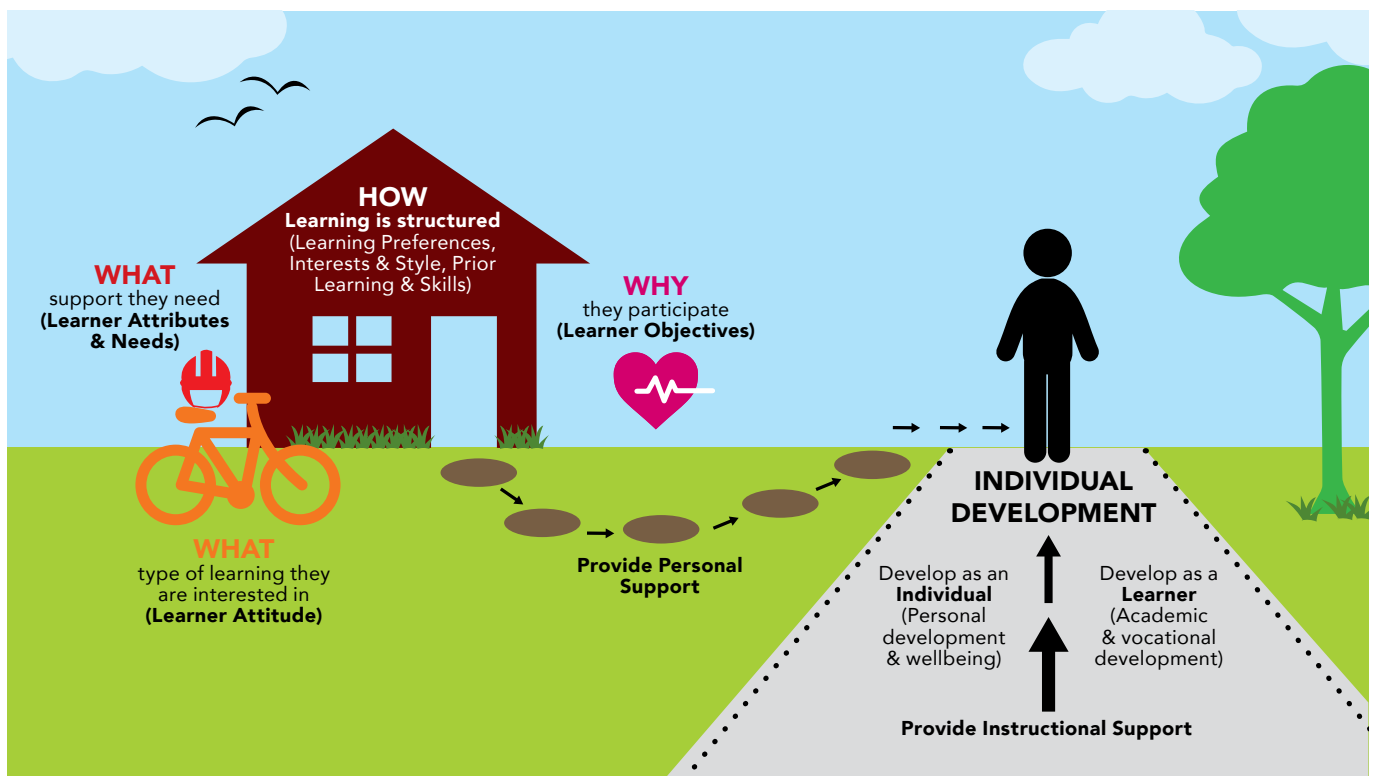 HOW
Learning is structured
(Learning Preferences,
Interests & Style, Prior
Learning & Skills)
WHAT
support they need
(Learner Attributes
& Needs)
WHY
they participate
(Learner Objectives)
WHAT
type of learning they
are interested in
(Learner Attitude)
Provide Personal
Support
INDIVIDUAL
DEVELOPMENT
Develop as an
Individual
(Personal
development
& wellbeing)
Develop as a
Learner
(Academic
& vocational
development)
Provide Instructional Support